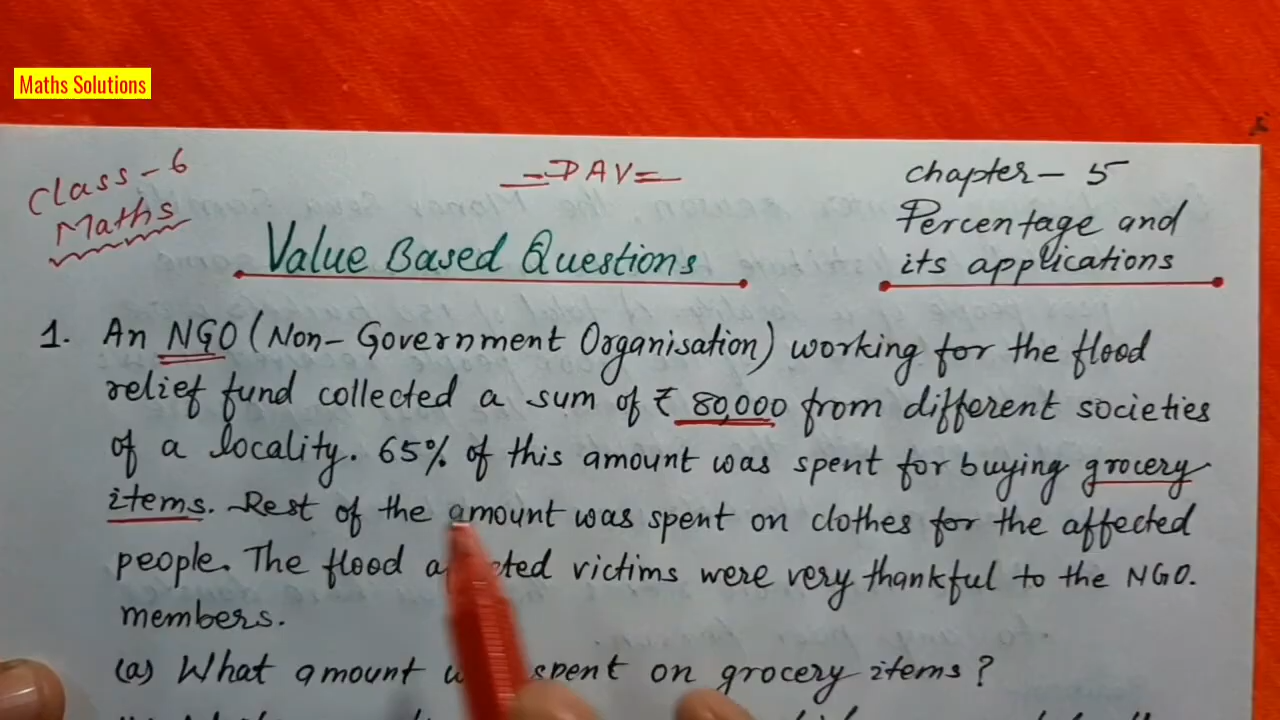 Maths Solutions
Class-6
Maths
=DAV=
chapter- 5
Percentage and
its applications
Value Based Questions
1. An NGO (Non-Government Organisation) working for the flood
relief fund collected a sum of ₹ 80,000 from different societies
of a locality. 65% of this amount was spent for buying grocery
items. Rest of the amount was spent on clothes for the affected
people. The flood victims were very thankful to the NGO.
members.
(a) What amount spent on grocery items?